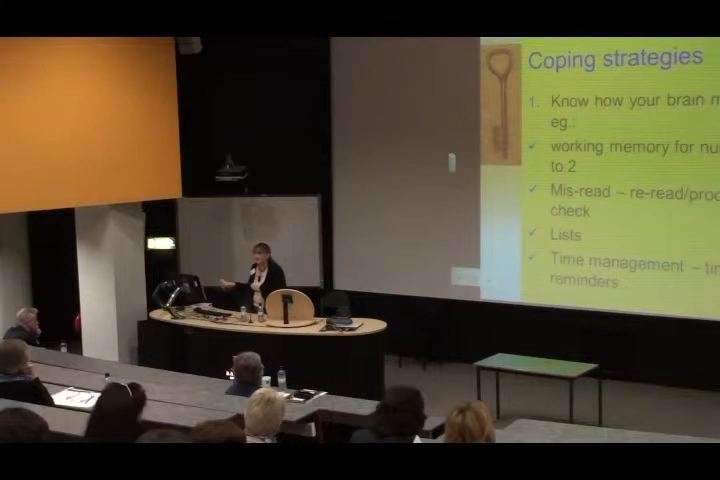 Coping strategies
1. Know how your brain
eg.:
working memory for
to 2
Mis-read – re-read/
check
Lists
Time management –
reminders